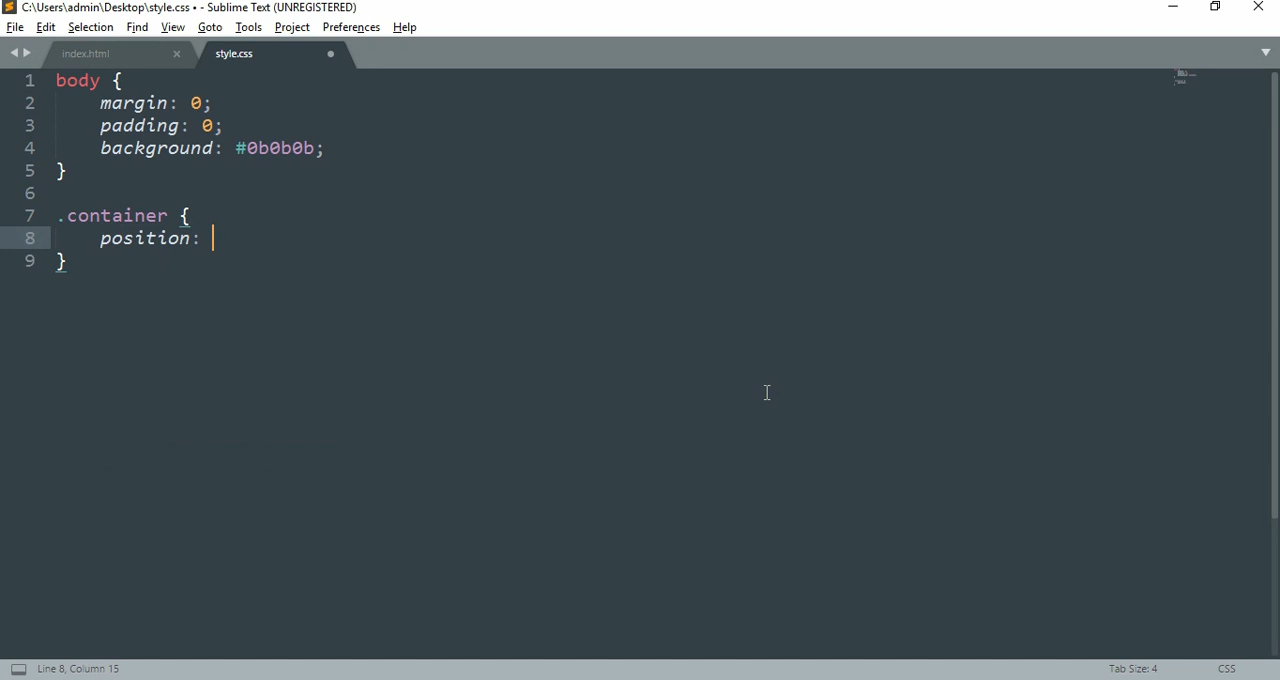 C:\Users\admin\Desktop\style.css • - Sublime Text (UNREGISTERED)
File Edit Selection Find View Goto Tools Project Preferences Help
index.html style.css
1 body {
2 margin: 0;
3 padding: 0;
4 background: #0b0b0b;
5 }
6
7 .container {
8 position:
9 }
Line 8, Column 15 Tab Size: 4 CSS